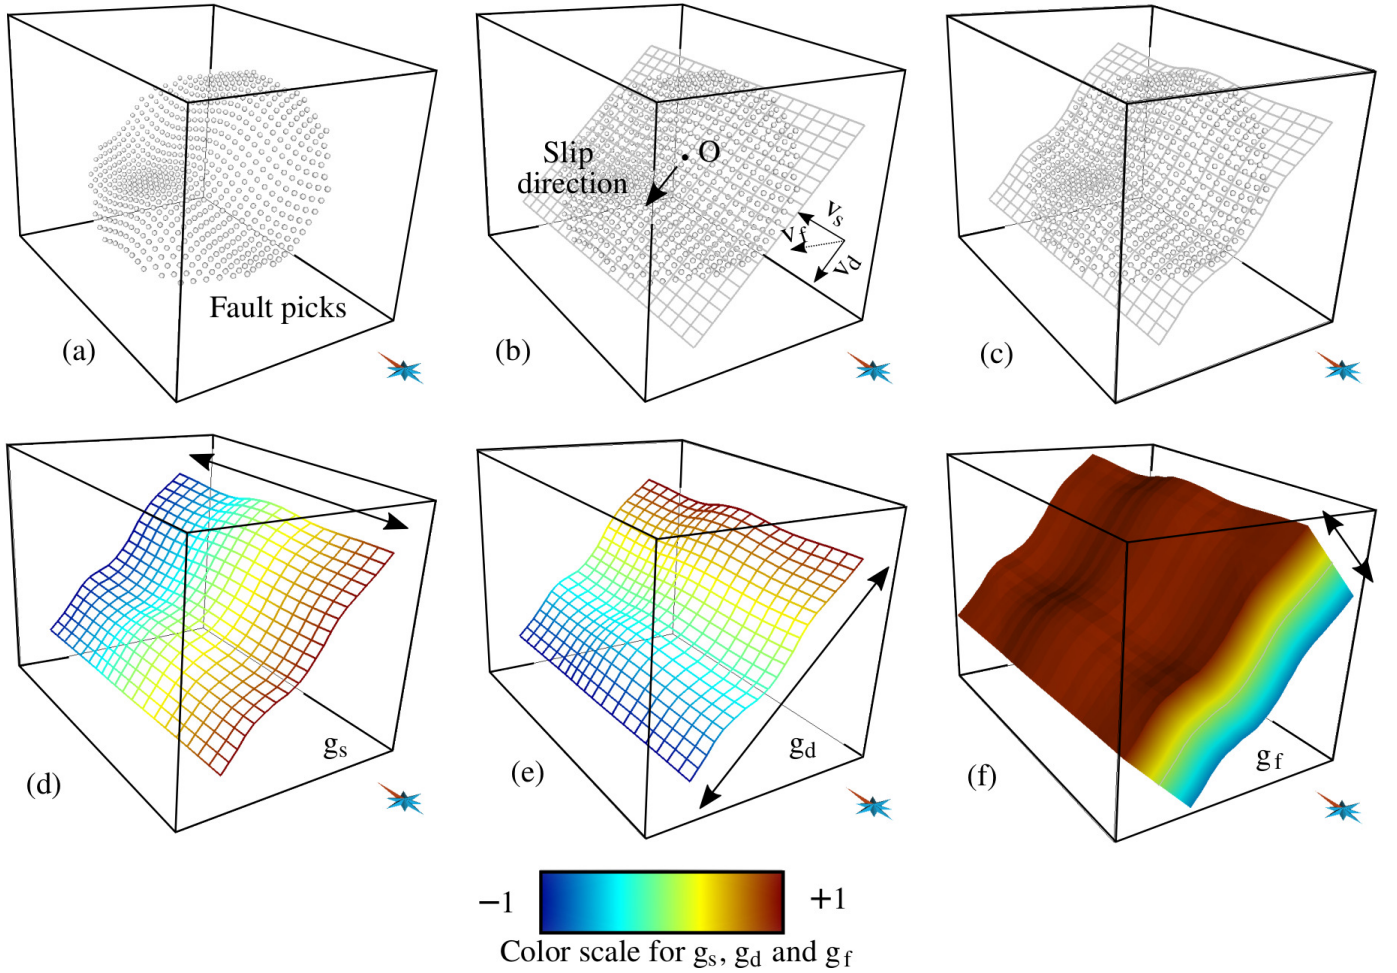 Fault picks
(a)
Slip
direction
O
Vs
Vf
Vd
(b)
(c)
gs
(d)
gd
(e)
gf
(f)
−1
+1
Color scale for gs, gd and gf